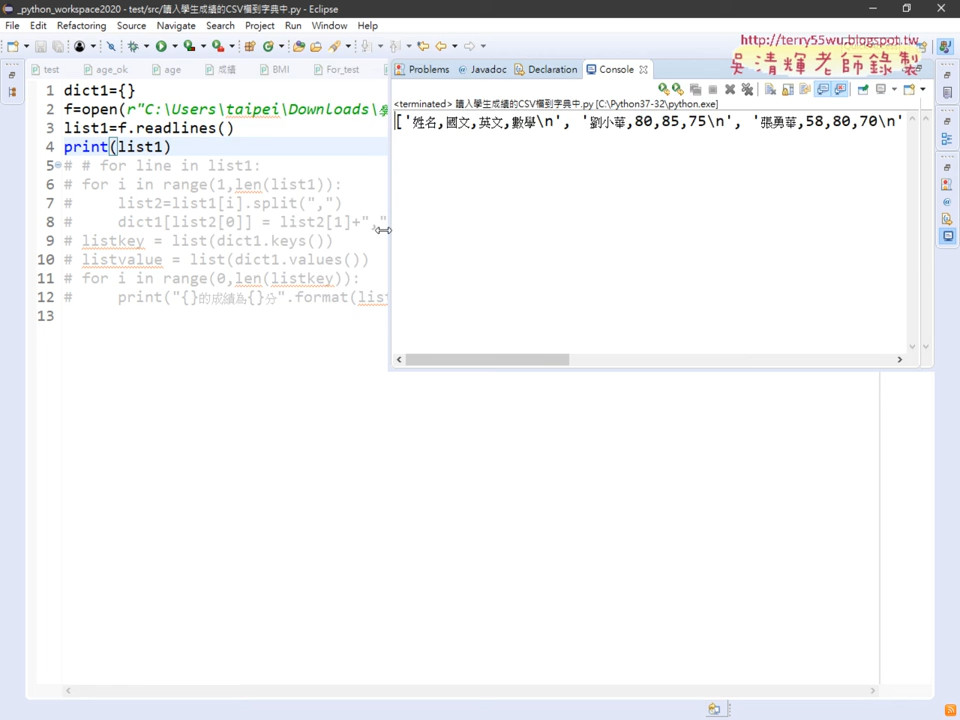 _python_workspace2020 - test/src/讀入學生成績的CSV檔到字典中.py - Eclipse
File Edit Refactoring Source Navigate Search Project Run Window Help
http://terry55wu.blogspot.tw
吳清輝老師錄製
test age_ok age 成績 BMI For_test
Problems Javadoc Declaration Console
<terminated> 讀入學生成績的CSV檔到字典中.py [C:\Python37-32\python.exe]
['姓名,國文,英文,數學\n', '劉小華,80,85,75\n', '張勇華,58,80,70\n'
1 dict1={}
2 f=open(r"C:\Users\taipei\Downloads\
3 list1=f.readlines()
4 print(list1)
5 # # for line in list1:
6 # for i in range(1,len(list1)):
7 #     list2=list1[i].split(",")
8 #     dict1[list2[0]] = list2[1]+","
9 # listkey = list(dict1.keys())
10 # listvalue = list(dict1.values())
11 # for i in range(0,len(listkey)):
12 #     print("{}的成績為{}分".format(lis
13